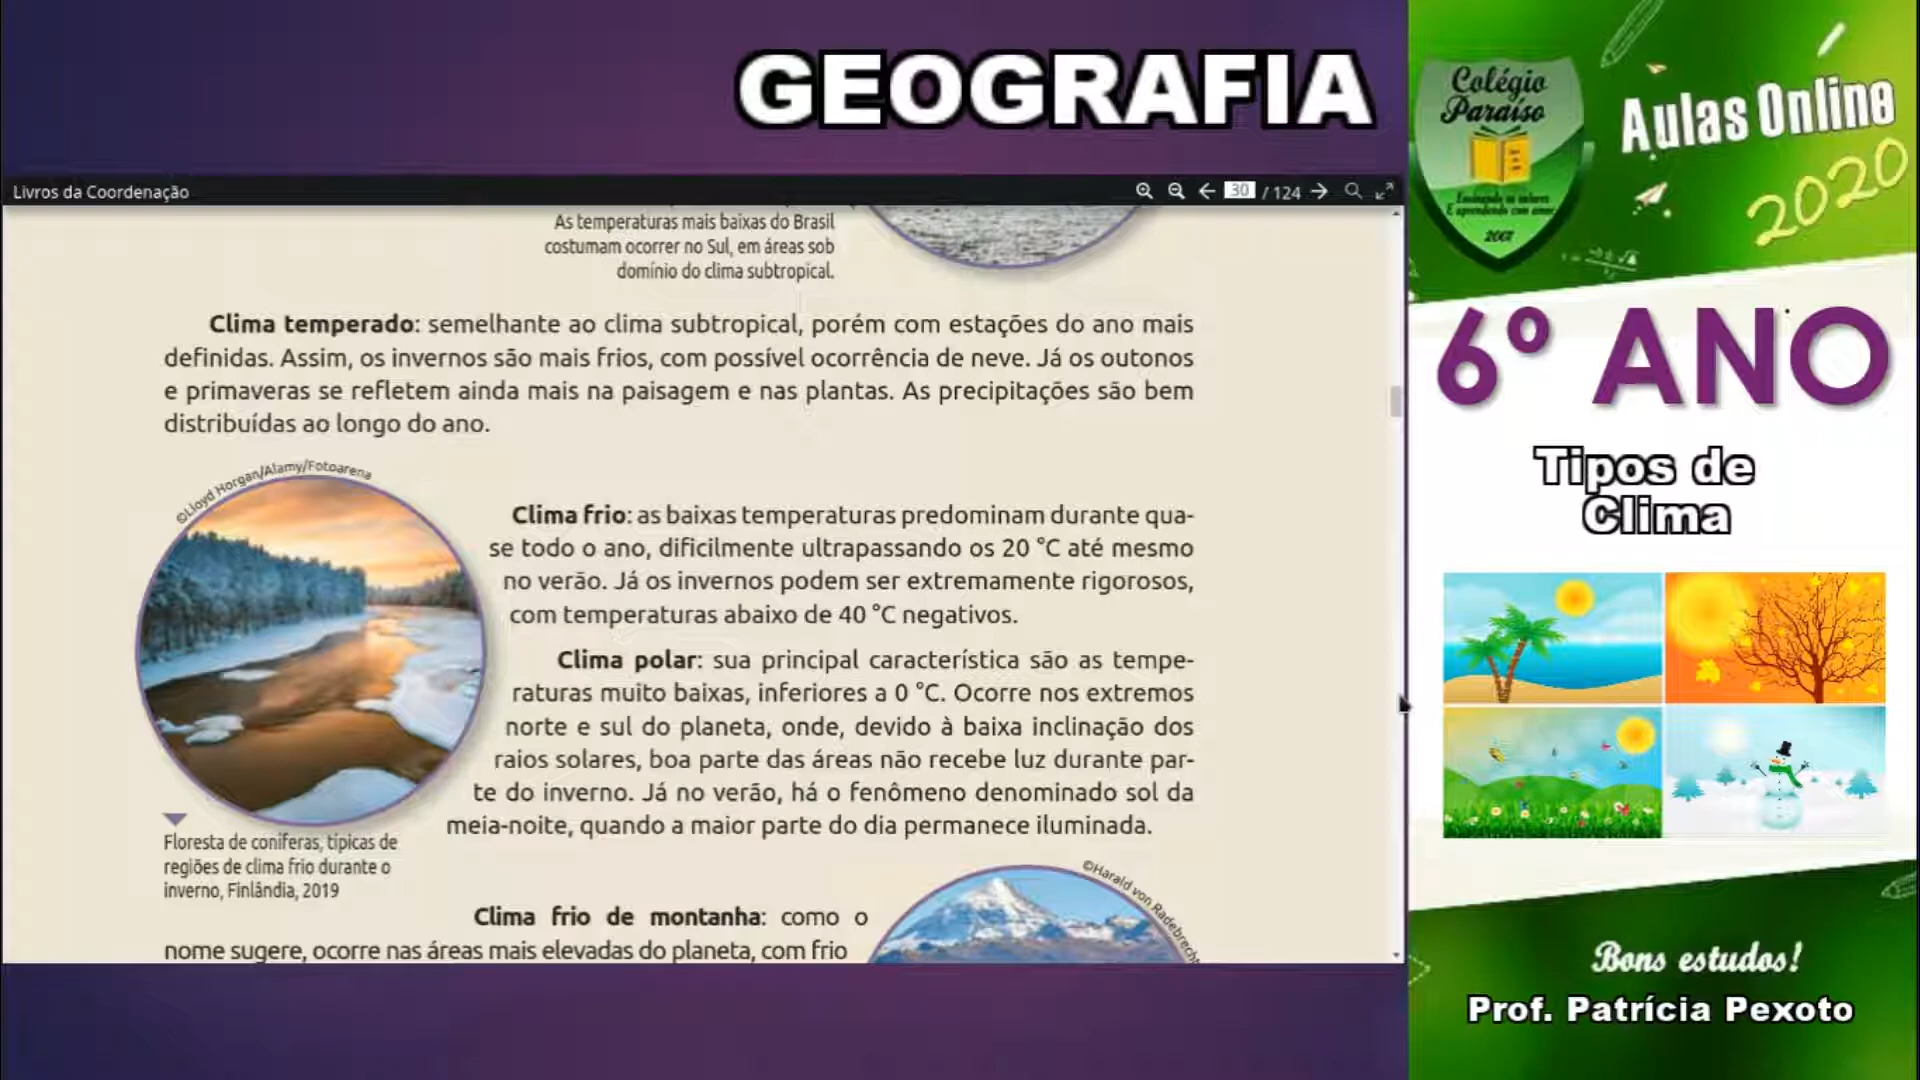 GEOGRAFIA
Livros da Coordenação
30 / 124
As temperaturas mais baixas do Brasil
costumam ocorrer no Sul, em áreas sob
domínio do clima subtropical.
Clima temperado: semelhante ao clima subtropical, porém com estações do ano mais
definidas. Assim, os invernos são mais frios, com possível ocorrência de neve. Já os outonos
e primaveras se refletem ainda mais na paisagem e nas plantas. As precipitações são bem
distribuídas ao longo do ano.
©Lloyd Horgan/Alamy/Fotoarena
Clima frio: as baixas temperaturas predominam durante qua-
se todo o ano, dificilmente ultrapassando os 20 °C até mesmo
no verão. Já os invernos podem ser extremamente rigorosos,
com temperaturas abaixo de 40 °C negativos.
Clima polar: sua principal característica são as tempe-
raturas muito baixas, inferiores a 0 °C. Ocorre nos extremos
norte e sul do planeta, onde, devido à baixa inclinação dos
raios solares, boa parte das áreas não recebe luz durante par-
te do inverno. Já no verão, há o fenômeno denominado sol da
meia-noite, quando a maior parte do dia permanece iluminada.
Floresta de coníferas, típicas de
regiões de clima frio durante o
inverno, Finlândia, 2019
©Harald von Radebrecht
Clima frio de montanha: como o
nome sugere, ocorre nas áreas mais elevadas do planeta, com frio
Colégio
Paraíso
Ensinando os valores
E aprendendo com amor
2007
Aulas Online
2020
6º ANO
Tipos de
Clima
Bons estudos!
Prof. Patrícia Pexoto